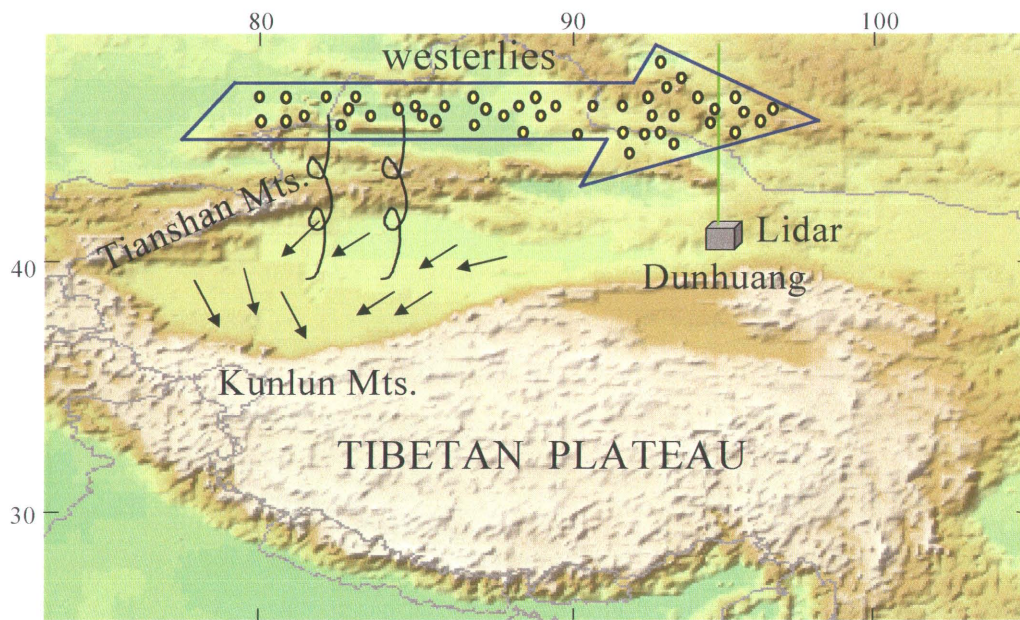 80 90 100
westerlies
Tianshan Mts.
Lidar
40
Dunhuang
Kunlun Mts.
TIBETAN PLATEAU
30